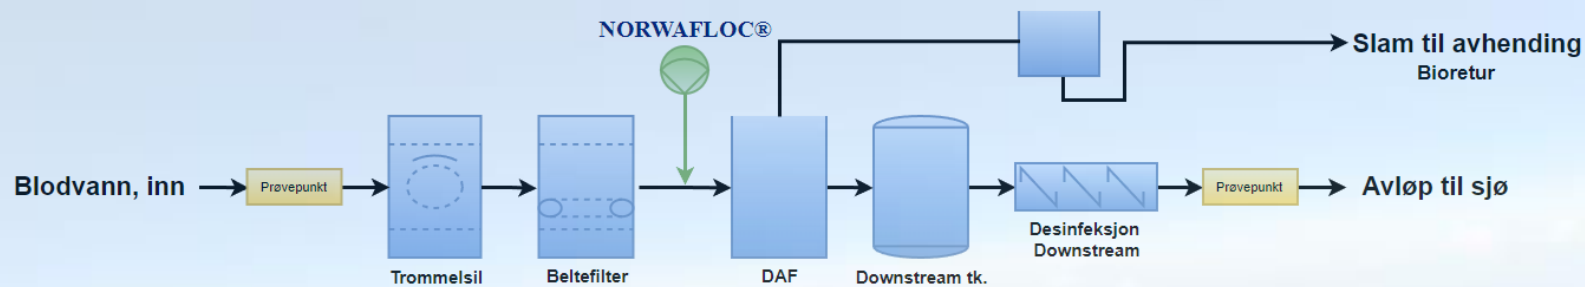 NORWAFLOC®
Slam til avhending
Bioretur
Blodvann, inn
Prøvepunkt
Prøvepunkt
Avløp til sjø
Desinfeksjon
Downstream
Trommelsil
Beltefilter
DAF
Downstream tk.